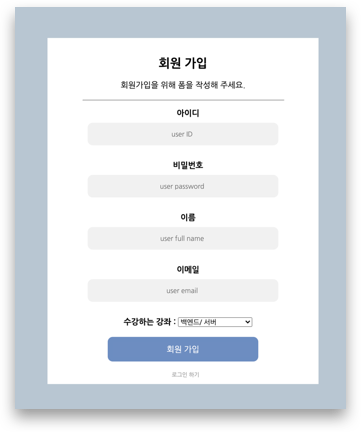 회원 가입
회원가입을 위해 폼을 작성해 주세요.
아이디
user ID
비밀번호
user password
이름
user full name
이메일
user email
수강하는 강좌 : 백엔드/ 서버
회원 가입
로그인 하기